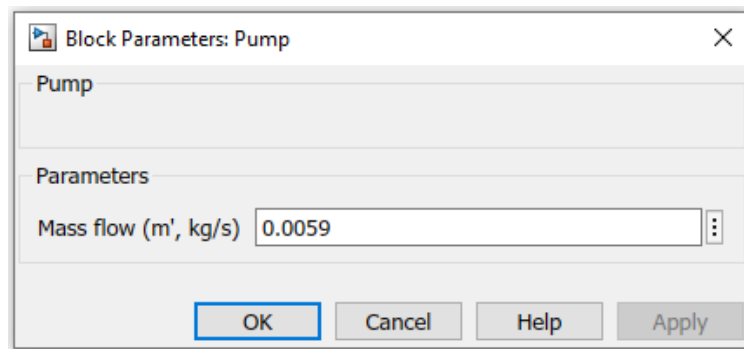 Block Parameters: Pump
Pump
Parameters
Mass flow (m', kg/s) 0.0059
OK Cancel Help Apply